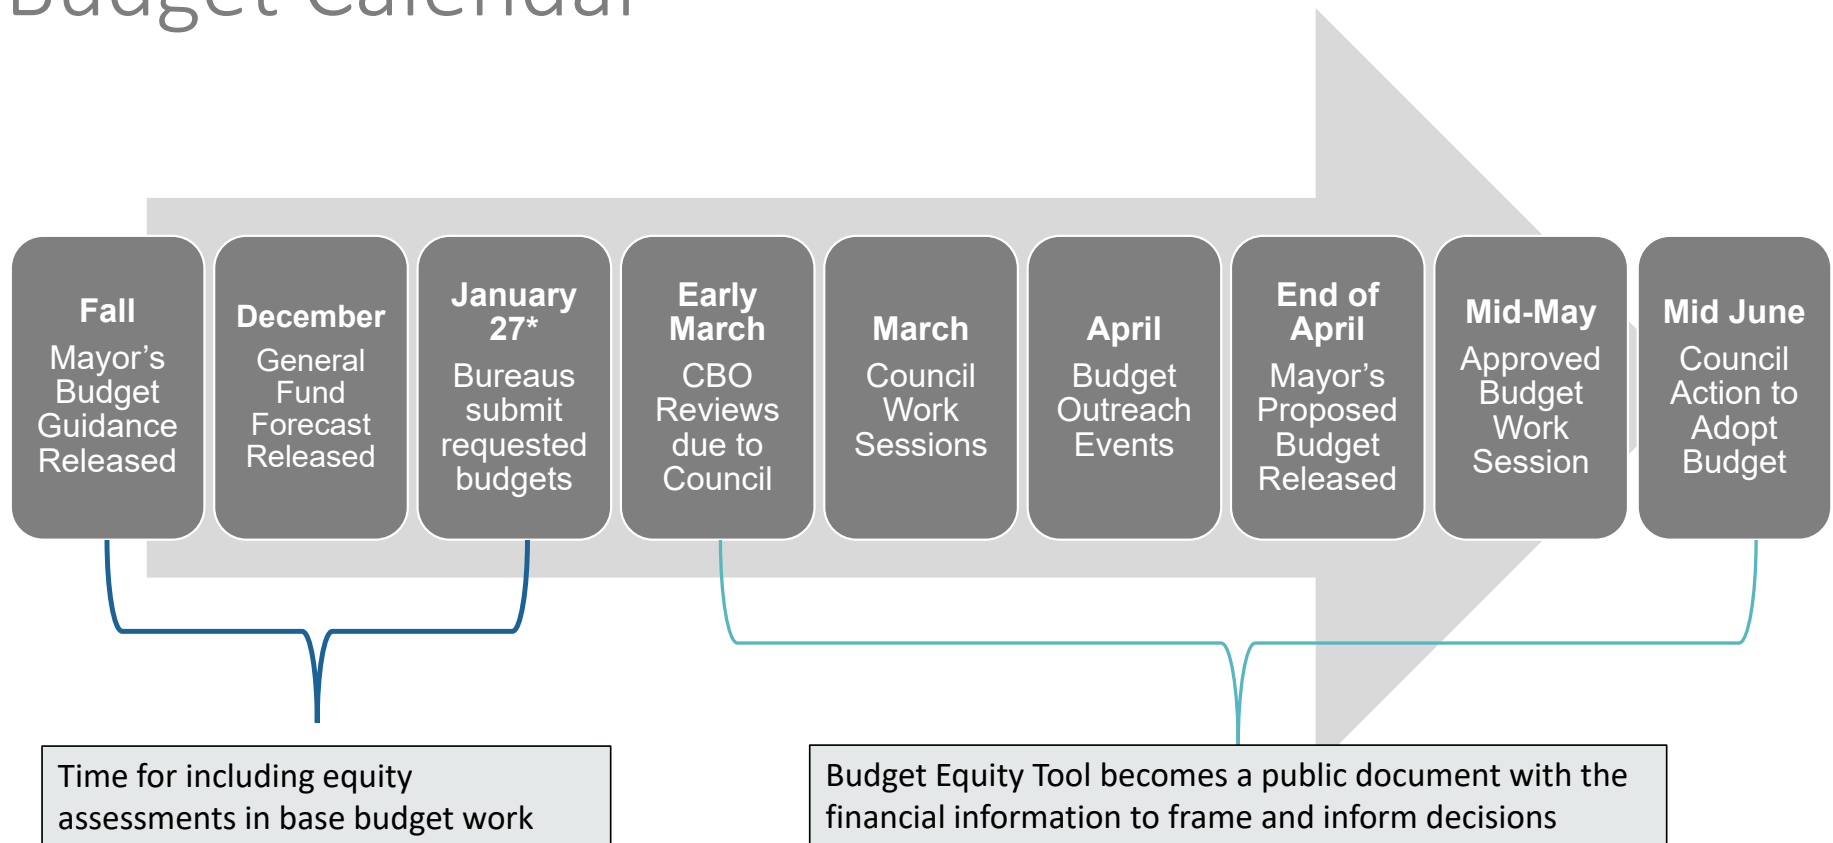 Budget Calendar
Fall
Mayor’s
Budget
Guidance
Released
December
General
Fund
Forecast
Released
January
27*
Bureaus
submit
requested
budgets
Early
March
CBO
Reviews
due to
Council
March
Council
Work
Sessions
April
Budget
Outreach
Events
End of
April
Mayor’s
Proposed
Budget
Released
Mid-May
Approved
Budget
Work
Session
Mid June
Council
Action to
Adopt
Budget
Time for including equity
assessments in base budget work
Budget Equity Tool becomes a public document with the
financial information to frame and inform decisions